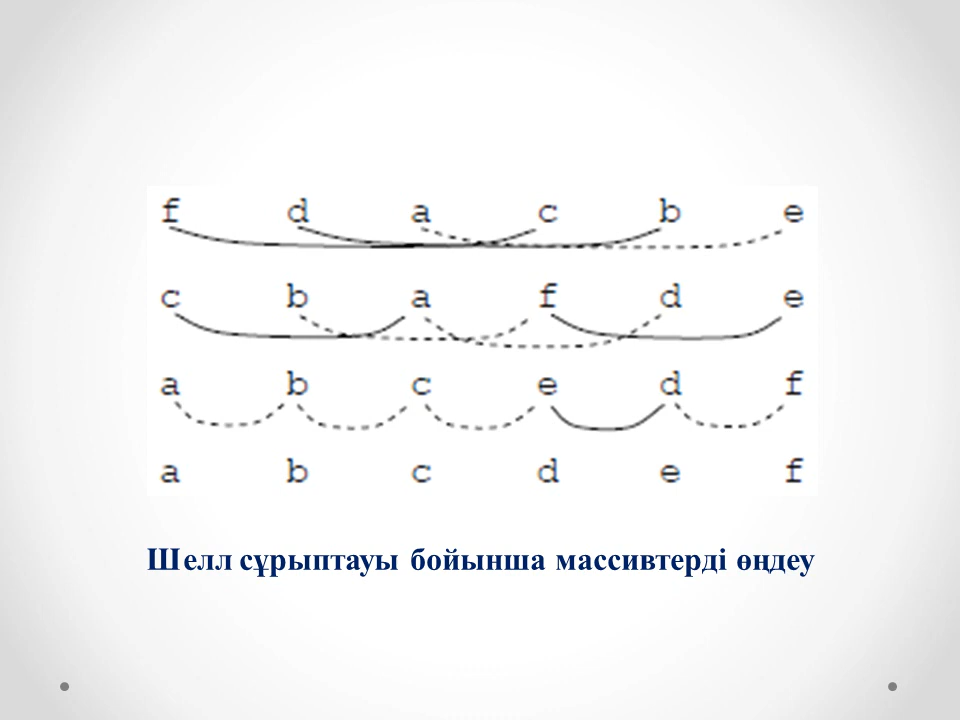 f d a c b e
c b a f d e
a b c e d f
a b c d e f
Шелл сұрыптауы бойынша массивтерді өңдеу